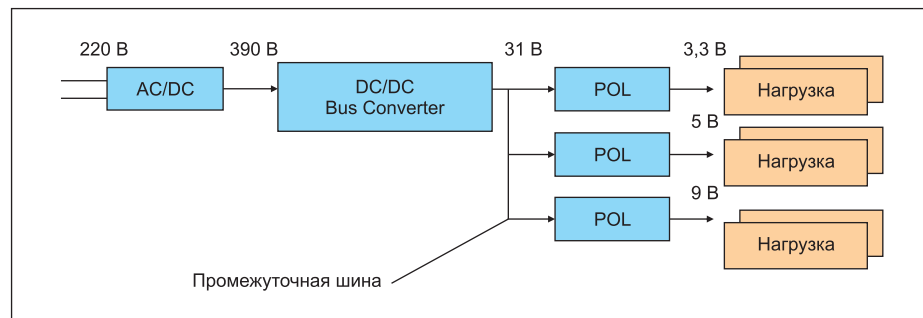 220 В
390 В
31 В
3,3 В
AC/DC
DC/DC
Bus Converter
POL
Нагрузка
5 В
POL
Нагрузка
9 В
POL
Нагрузка
Промежуточная шина